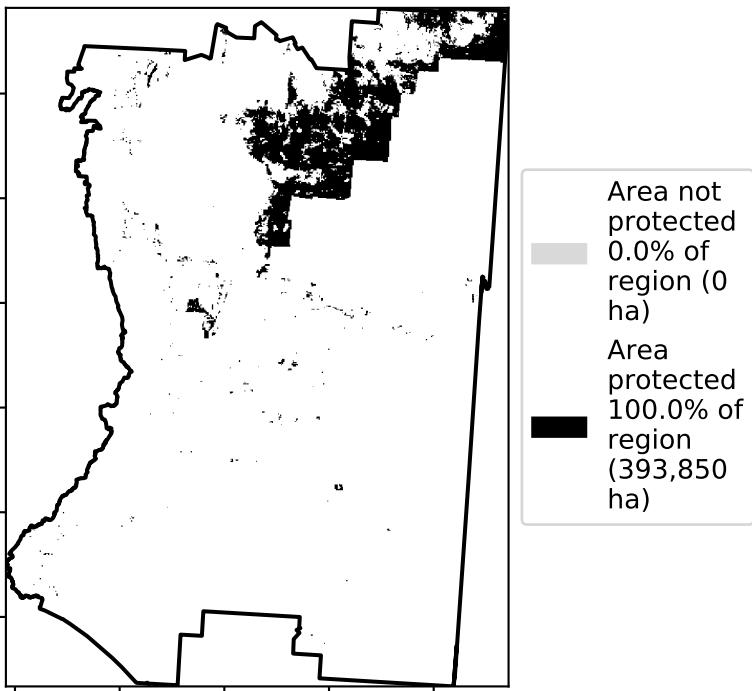 Area not
protected
0.0% of
region (0
ha)
Area
protected
100.0% of
region
(393,850
ha)